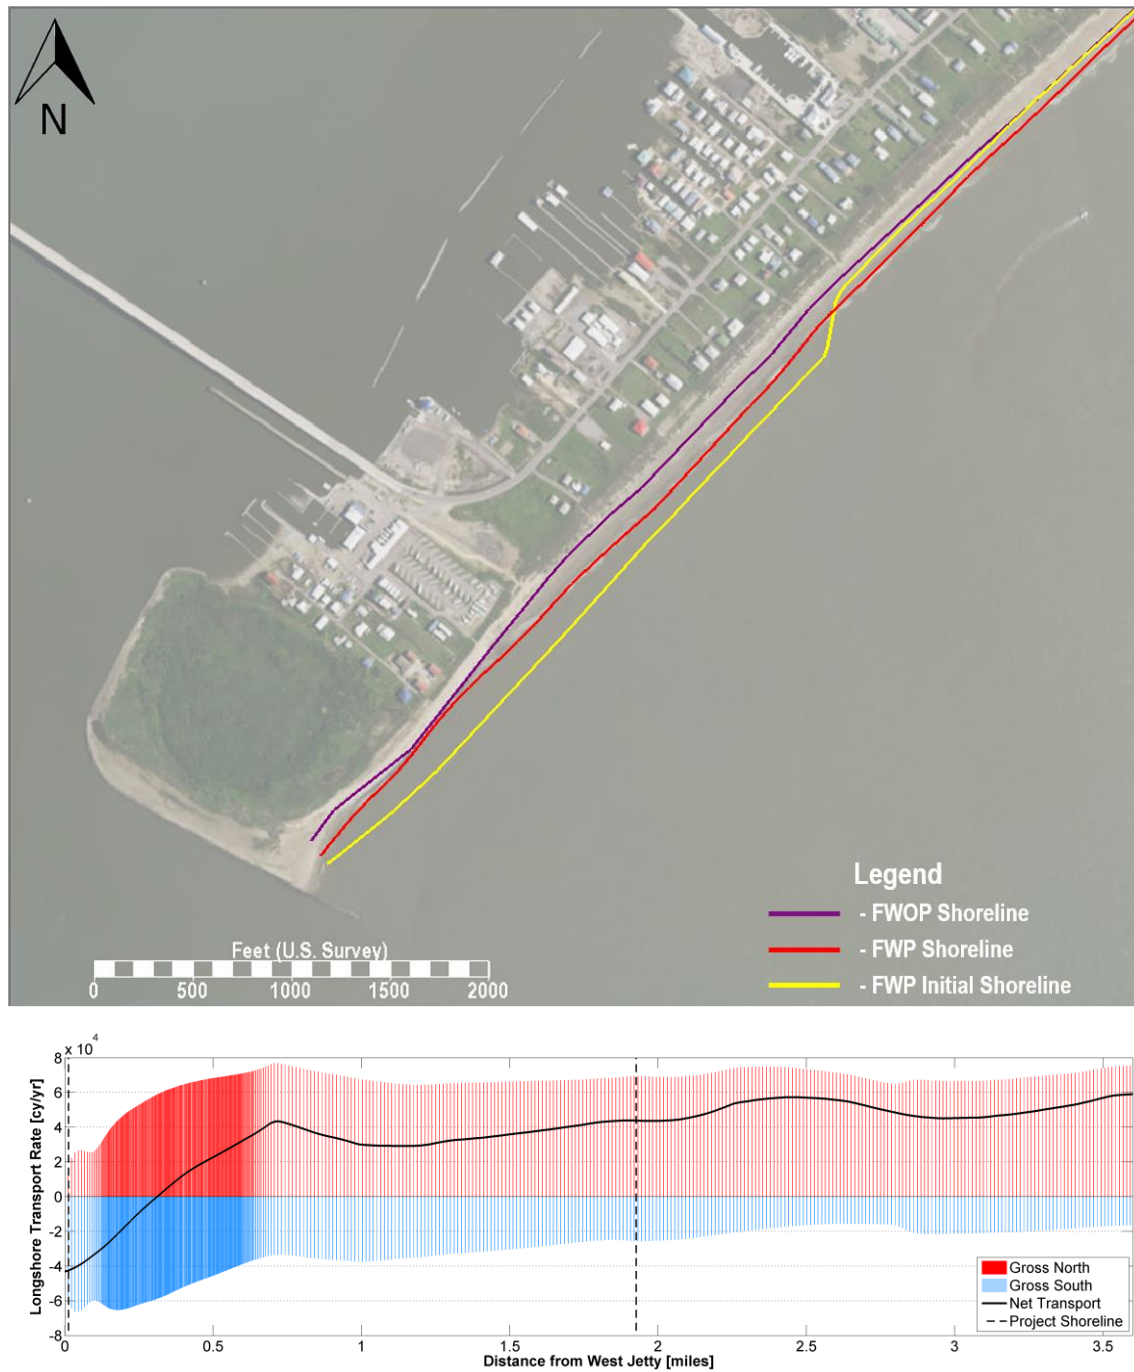 N
Legend
- FWOP Shoreline
- FWP Shoreline
- FWP Initial Shoreline
Feet (U.S. Survey)
0 500 1000 1500 2000
x 10^4
Longshore Transport Rate [cy/yr]
8
6
4
2
0
-2
-4
-6
-8
Gross North
Gross South
Net Transport
Project Shoreline
0 0.5 1 1.5 2 2.5 3 3.5
Distance from West Jetty [miles]